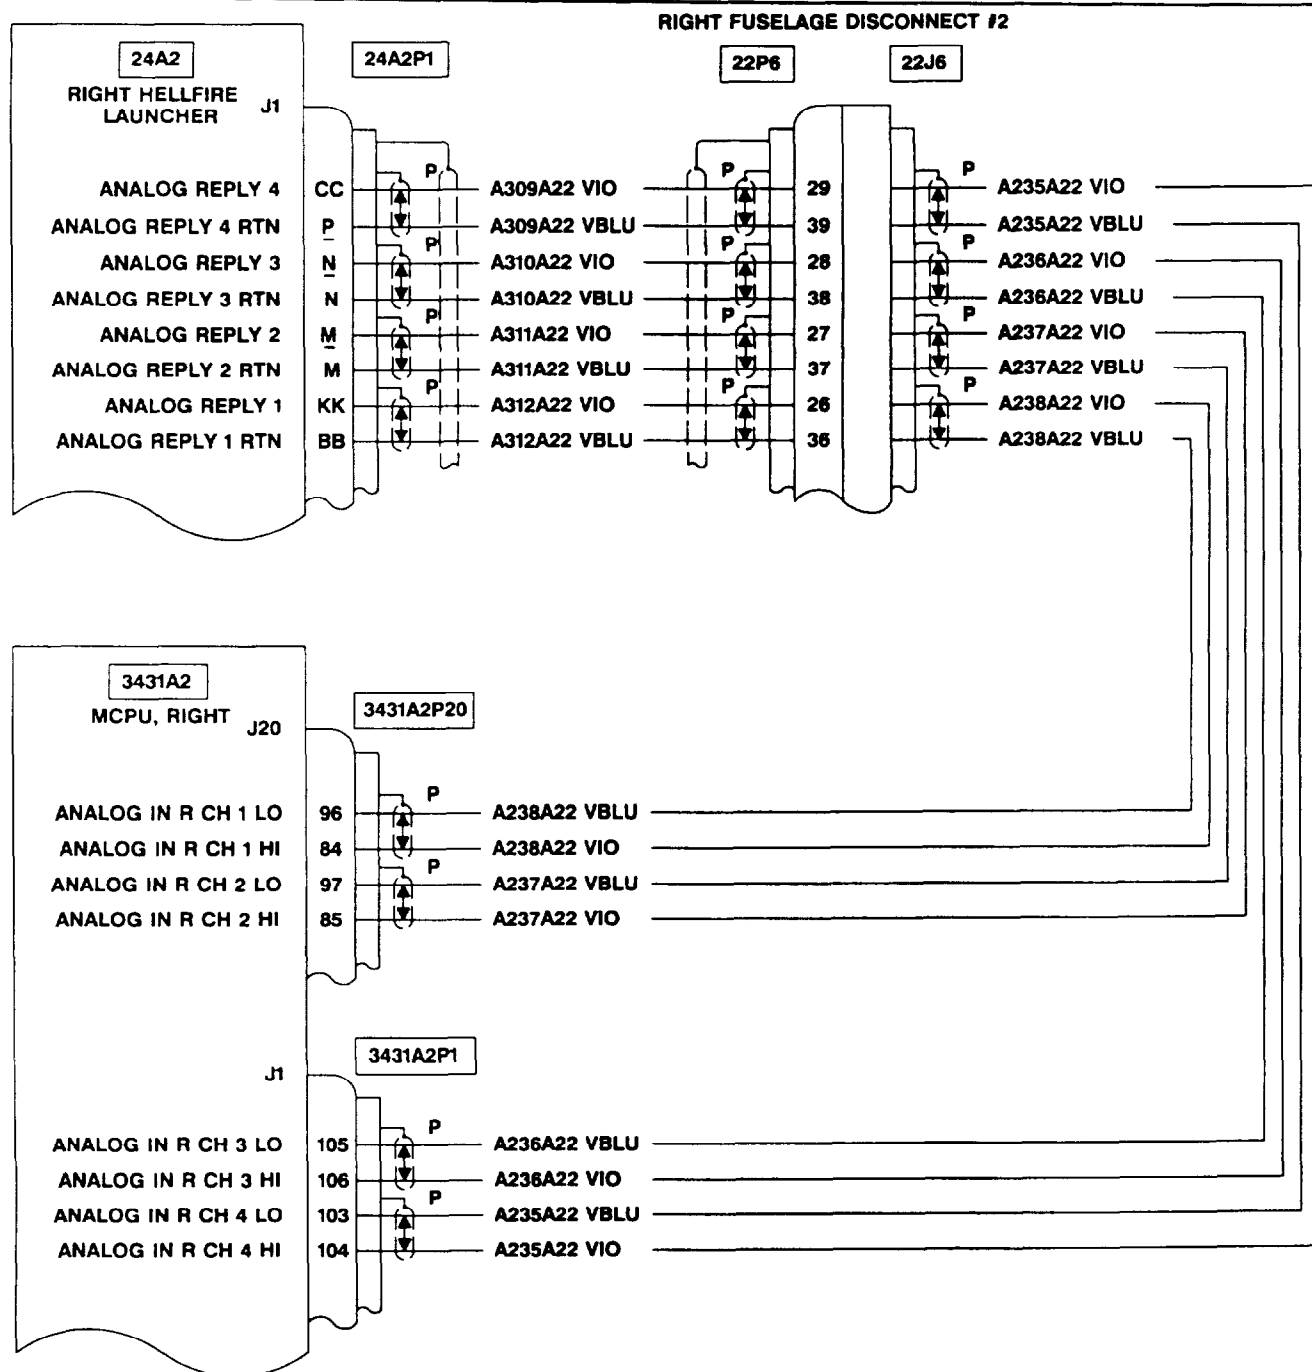 RIGHT FUSELAGE DISCONNECT #2
24A2 24A2P1 22P6 22J6
RIGHT HELLFIRE
LAUNCHER J1
P P P
ANALOG REPLY 4 CC A309A22 VIO 29 A235A22 VIO
ANALOG REPLY 4 RTN P A309A22 VBLU 39 A235A22 VBLU
P P P
ANALOG REPLY 3 N A310A22 VIO 28 A236A22 VIO
ANALOG REPLY 3 RTN N A310A22 VBLU 38 A236A22 VBLU
P P P
ANALOG REPLY 2 M A311A22 VIO 27 A237A22 VIO
ANALOG REPLY 2 RTN M A311A22 VBLU 37 A237A22 VBLU
P P P
ANALOG REPLY 1 KK A312A22 VIO 26 A238A22 VIO
ANALOG REPLY 1 RTN BB A312A22 VBLU 36 A238A22 VBLU
3431A2 3431A2P20
MCPU, RIGHT J20
P
ANALOG IN R CH 1 LO 96 A238A22 VBLU
ANALOG IN R CH 1 HI 84 A238A22 VIO
P
ANALOG IN R CH 2 LO 97 A237A22 VBLU
ANALOG IN R CH 2 HI 85 A237A22 VIO
3431A2P1
J1
P
ANALOG IN R CH 3 LO 105 A236A22 VBLU
ANALOG IN R CH 3 HI 106 A236A22 VIO
P
ANALOG IN R CH 4 LO 103 A235A22 VBLU
ANALOG IN R CH 4 HI 104 A235A22 VIO